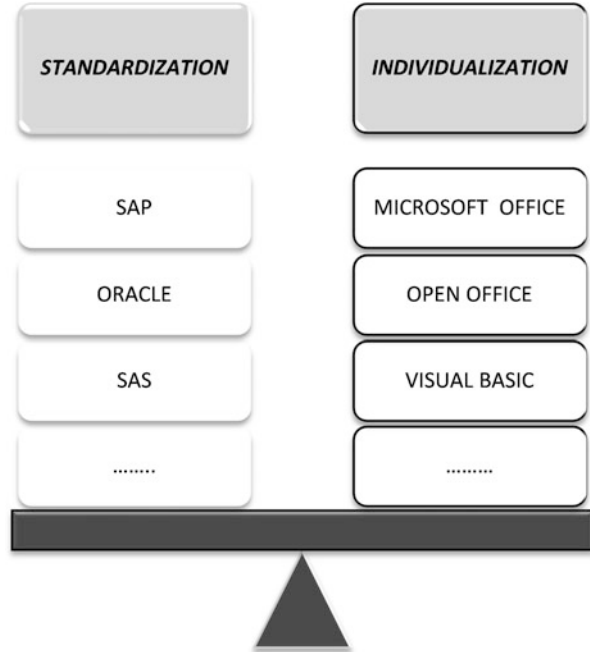 STANDARDIZATION
INDIVIDUALIZATION
SAP
MICROSOFT OFFICE
ORACLE
OPEN OFFICE
SAS
VISUAL BASIC
........
.........